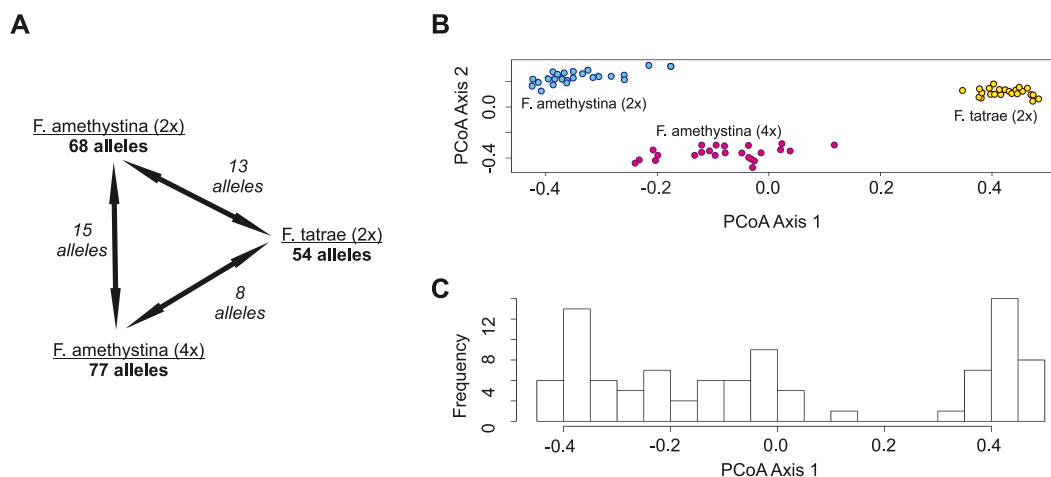 A
F. amethystina (2x)
68 alleles
13
alleles
15
alleles
F. tatrae (2x)
54 alleles
8
alleles
F. amethystina (4x)
77 alleles
B
PCoA Axis 2
0.0
-0.4
F. amethystina (2x)
F. amethystina (4x)
F. tatrae (2x)
-0.4 -0.2 0.0 0.2 0.4
PCoA Axis 1
C
Frequency
12
8
4
0
-0.4 -0.2 0.0 0.2 0.4
PCoA Axis 1